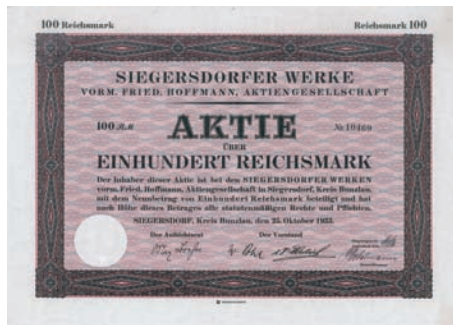 100 Reichsmark
Reichsmark 100
SIEGERSDORFER WERKE
VORM. FRIED. HOFFMANN, AKTIENGESELLSCHAFT
100 RM
AKTIE
№ 10469
ÜBER
EINHUNDERT REICHSMARK
Der Inhaber dieser Aktie ist bei den SIEGERSDORFER WERKEN
vorm. Fried. Hoffmann, Aktiengesellschaft in Siegersdorf, Kreis Bunzlau,
mit dem Nennbetrag von Einhundert Reichsmark beteiligt und hat
nach Höhe dieses Betrages alle statutenmäßigen Rechte und Pflichten.
SIEGERSDORF, Kreis Bunzlau, den 25. Oktober 1933.
Der Aufsichtsrat
Der Vorstand